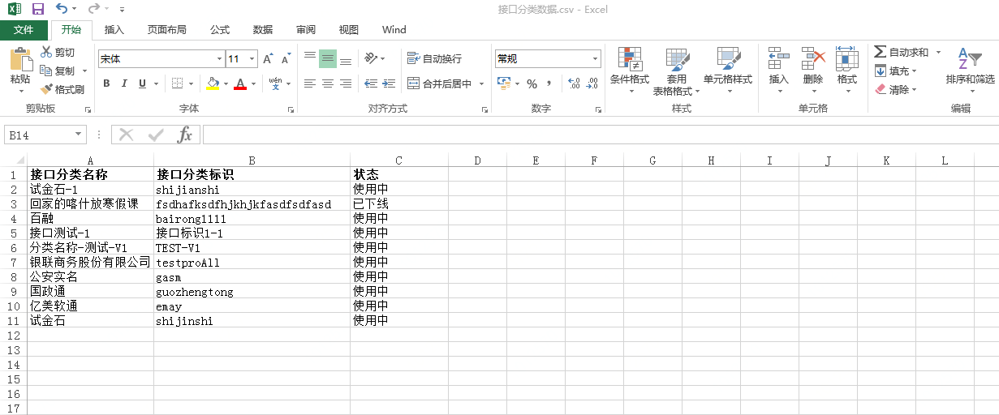 接口分类数据.csv - Excel
文件 开始 插入 页面布局 公式 数据 审阅 视图 Wind
剪切 宋体 11 A A 自动换行 常规 自动求和
复制 填充
粘贴 格式刷 B I U A wén 合并后居中 % , 条件格式 套用 表格格式 单元格样式 插入 删除 格式 清除 排序和筛选
剪贴板 字体 对齐方式 数字 样式 单元格 编辑
B14 fx
A B C D E F G H I J K L
1 接口分类名称 接口分类标识 状态
2 试金石-1 shijianshi 使用中
3 回家的喀什放寒假课 fsdhafksdfhjkhjkfasdfsdfasd 已下线
4 百融 bairong1111 使用中
5 接口测试-1 接口标识1-1 使用中
6 分类名称-测试-V1 TEST-V1 使用中
7 银联商务股份有限公司 testproAll 使用中
8 公安实名 gasm 使用中
9 国政通 guozhengtong 使用中
10 亿美软通 emay 使用中
11 试金石 shijinshi 使用中
12
13
14
15
16
17